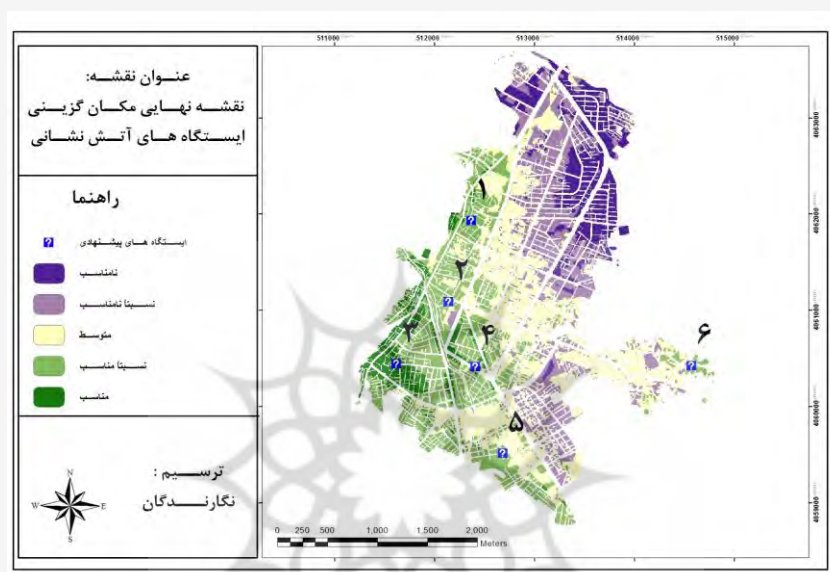 عنوان نقشه:
نقشه نهایی مکان گزینی
ایستگاه های آتش نشانی
راهنما
ایستگاه های پیشنهادی
نامناسب
نسبتا نامناسب
متوسط
نسبتا مناسب
مناسب
N
W E
S
ترسیم :
نگارندگان
511000 512000 513000 514000 515000
4063000
4062000
4061000
4060000
4059000
۱
۲
۳
۴
۵
۶
?
?
?
?
?
?
?
0 250 500 1,000 1,500 2,000
Meters